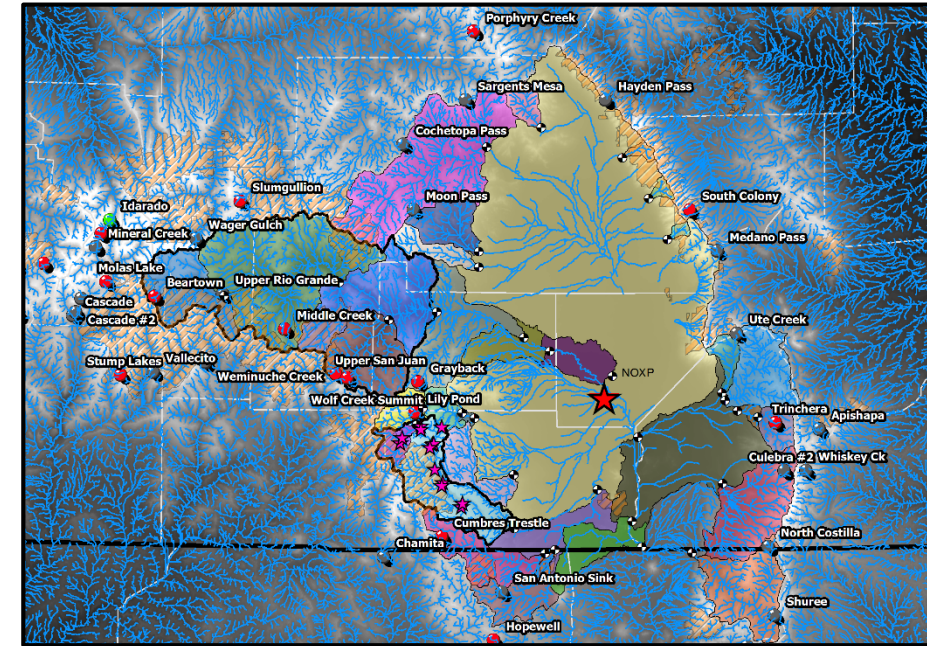 Porphyry Creek
Sargents Mesa
Hayden Pass
Cochetopa Pass
Slumgullion
Moon Pass
South Colony
Idarado
Wager Gulch
Mineral Creek
Medano Pass
Molas Lake
Beartown
Upper Rio Grande
Cascade
Cascade #2
Middle Creek
Ute Creek
Stump Lakes
Vallecito
Upper San Juan
Weminuche Creek
Grayback
NOXP
Wolf Creek Summit
Lily Pond
Trinchera
Apishapa
Culebra #2
Whiskey Ck
Cumbres Trestle
Chamita
North Costilla
San Antonio Sink
Shuree
Hopewell